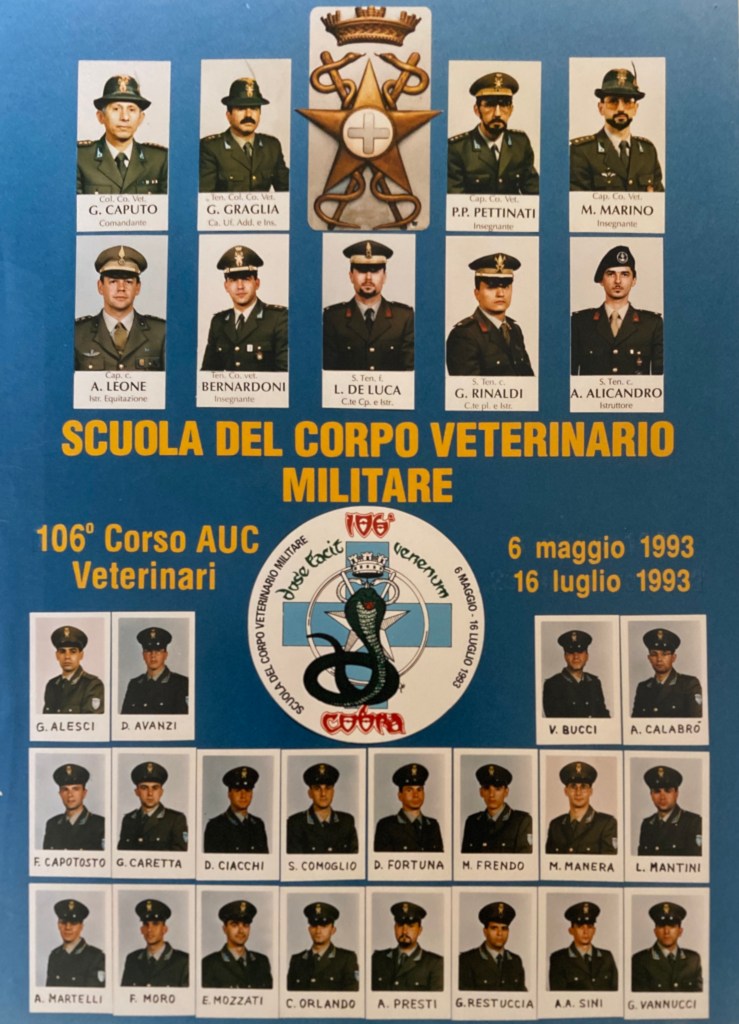 Col. Co. Vet.
G. CAPUTO
Comandante
Ten. Col. Co. Vet.
G. GRAGLIA
Ca. Uf. Add. e Ins.
Cap. Co. Vet.
P.P. PETTINATI
Insegnante
Cap. Co. Vet.
M. MARINO
Insegnante
Cap. c.
A. LEONE
Istr. Equitazione
Ten. Co. vet.
BERNARDONI
Insegnante
S. Ten. f.
L. DE LUCA
C.te Cp. e Istr.
S. Ten. c.
G. RINALDI
C.te pl. e Istr.
S. Ten. c.
A. ALICANDRO
Istruttore
SCUOLA DEL CORPO VETERINARIO
MILITARE
106° Corso AUC
Veterinari
106°
dose facit venenum
SCUOLA DEL CORPO VETERINARIO MILITARE
6 MAGGIO - 16 LUGLIO 1993
COBRA
6 maggio 1993
16 luglio 1993
G. ALESCI
D. AVANZI
V. BUCCI
A. CALABRÓ
F. CAPOTOSTO
G. CARETTA
D. CIACCHI
S. COMOGLIO
D. FORTUNA
M. FRENDO
M. MANERA
L. MANTINI
A. MARTELLI
F. MORO
E. MOZZATI
C. ORLANDO
A. PRESTI
G. RESTUCCIA
A.A. SINI
G. VANNUCCI